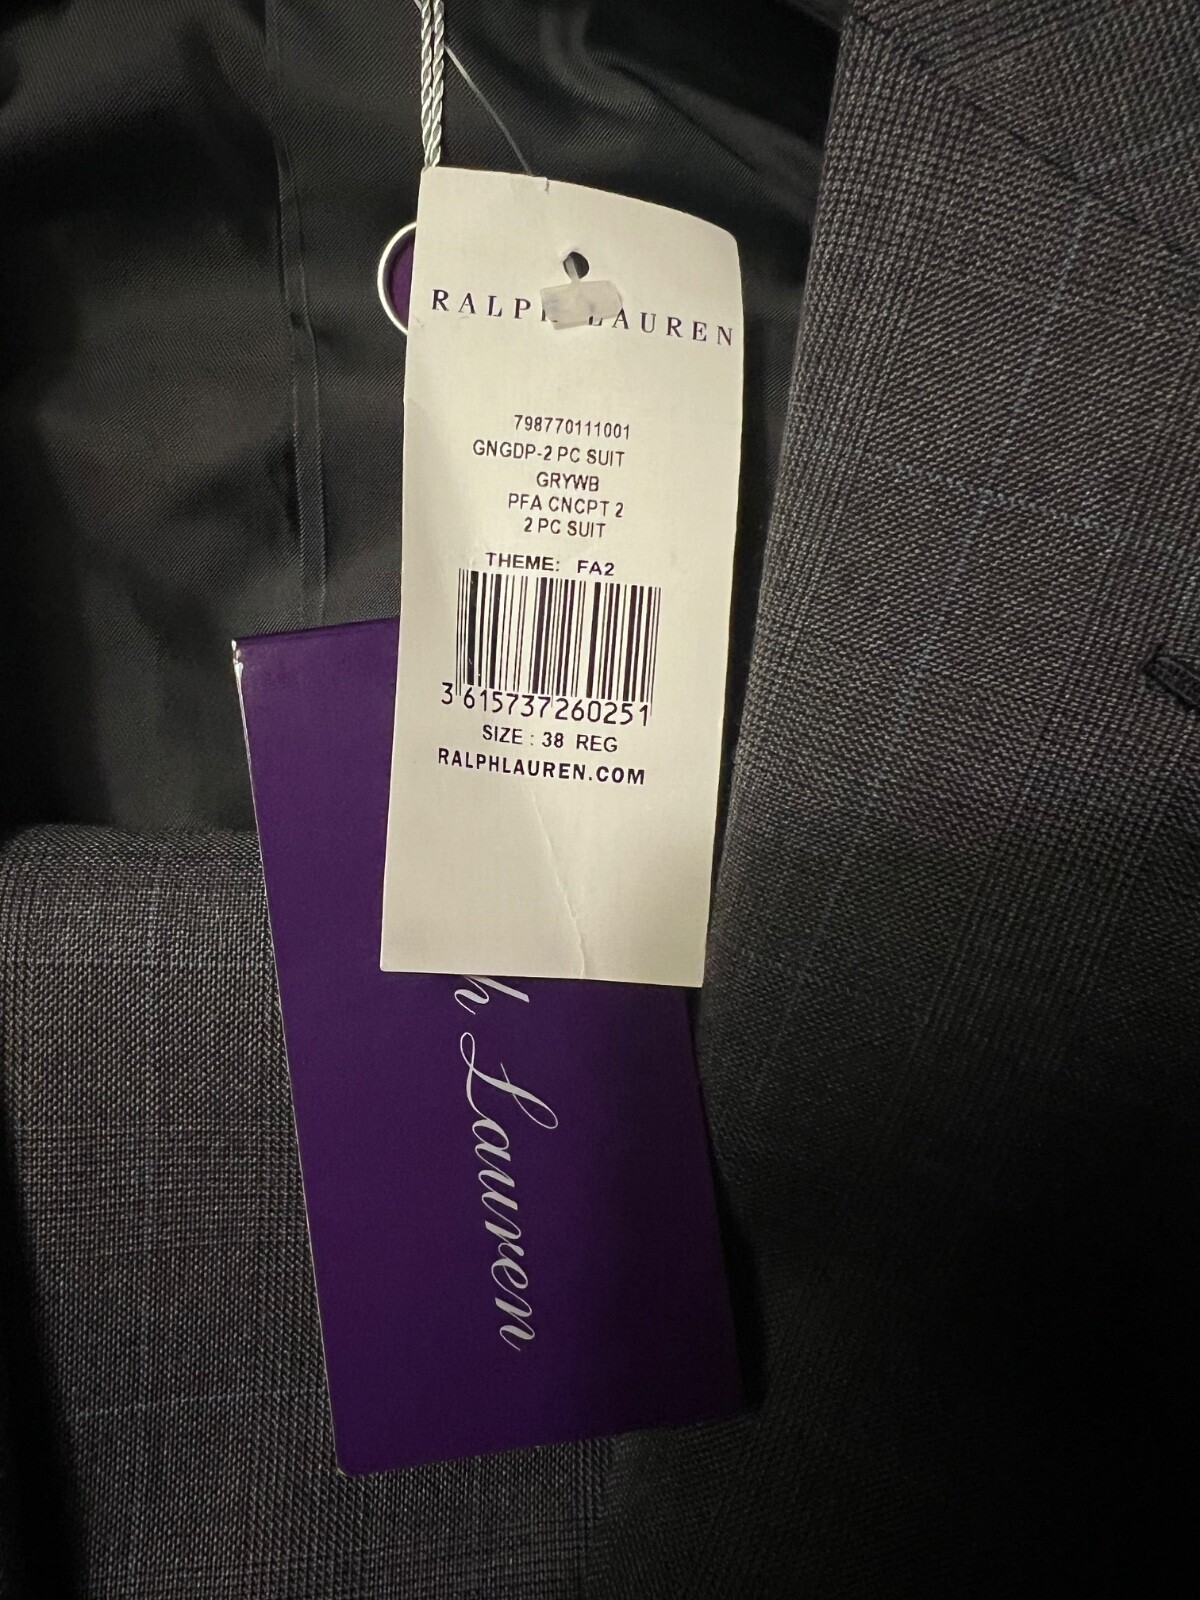 RALPH LAUREN
798770111001
GNGDP-2 PC SUIT
GRYWB
PFA CNCPT 2
2 PC SUIT
THEME: FA2
3 615737 260251
SIZE : 38 REG
RALPHLAUREN.COM
h Lauren